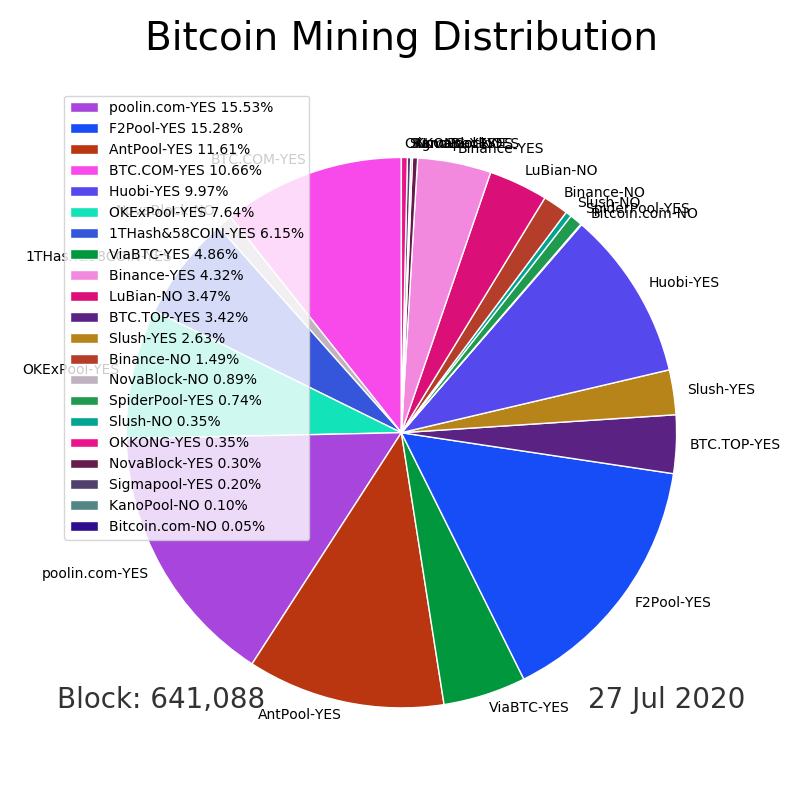 Bitcoin Mining Distribution
poolin.com-YES 15.53%
F2Pool-YES 15.28%
AntPool-YES 11.61%
BTC.COM-YES 10.66%
Huobi-YES 9.97%
OKExPool-YES 7.64%
1THash&58COIN-YES 6.15%
ViaBTC-YES 4.86%
Binance-YES 4.32%
LuBian-NO 3.47%
BTC.TOP-YES 3.42%
Slush-YES 2.63%
Binance-NO 1.49%
NovaBlock-NO 0.89%
SpiderPool-YES 0.74%
Slush-NO 0.35%
OKKONG-YES 0.35%
NovaBlock-YES 0.30%
Sigmapool-YES 0.20%
KanoPool-NO 0.10%
Bitcoin.com-NO 0.05%
BTC.COM-YES
OKExPool-YES
poolin.com-YES
AntPool-YES
ViaBTC-YES
F2Pool-YES
BTC.TOP-YES
Slush-YES
Huobi-YES
Bitcoin.com-NO
SpiderPool-YES
Slush-NO
Binance-NO
LuBian-NO
Binance-YES
Block: 641,088
27 Jul 2020